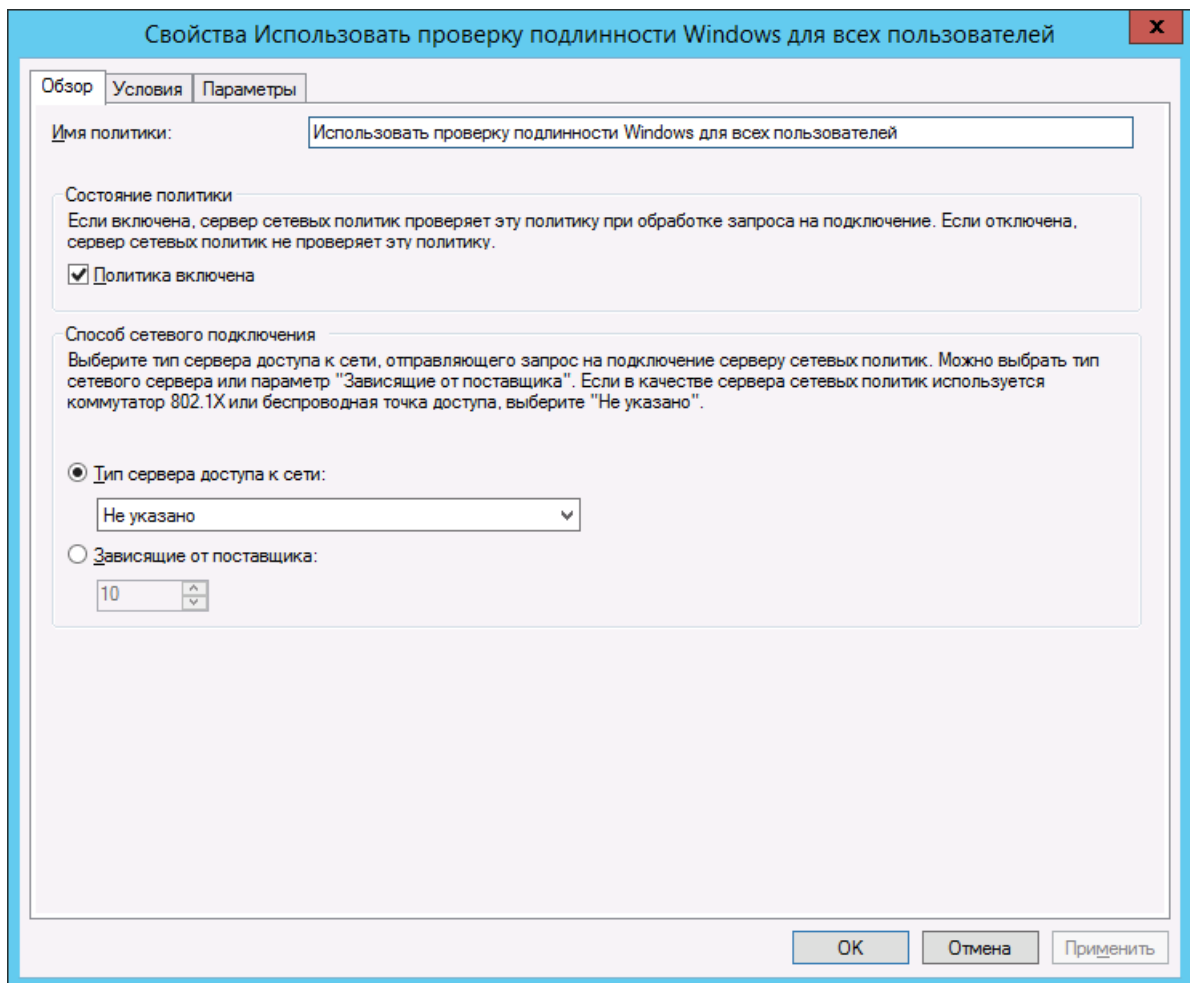 Свойства Использовать проверку подлинности Windows для всех пользователей
x
Обзор Условия Параметры
Имя политики: Использовать проверку подлинности Windows для всех пользователей
Состояние политики
Если включена, сервер сетевых политик проверяет эту политику при обработке запроса на подключение. Если отключена,
сервер сетевых политик не проверяет эту политику.
Политика включена
Способ сетевого подключения
Выберите тип сервера доступа к сети, отправляющего запрос на подключение серверу сетевых политик. Можно выбрать тип
сетевого сервера или параметр "Зависящие от поставщика". Если в качестве сервера сетевых политик используется
коммутатор 802.1X или беспроводная точка доступа, выберите "Не указано".
Тип сервера доступа к сети:
Не указано
Зависящие от поставщика:
10
ОК Отмена Применить